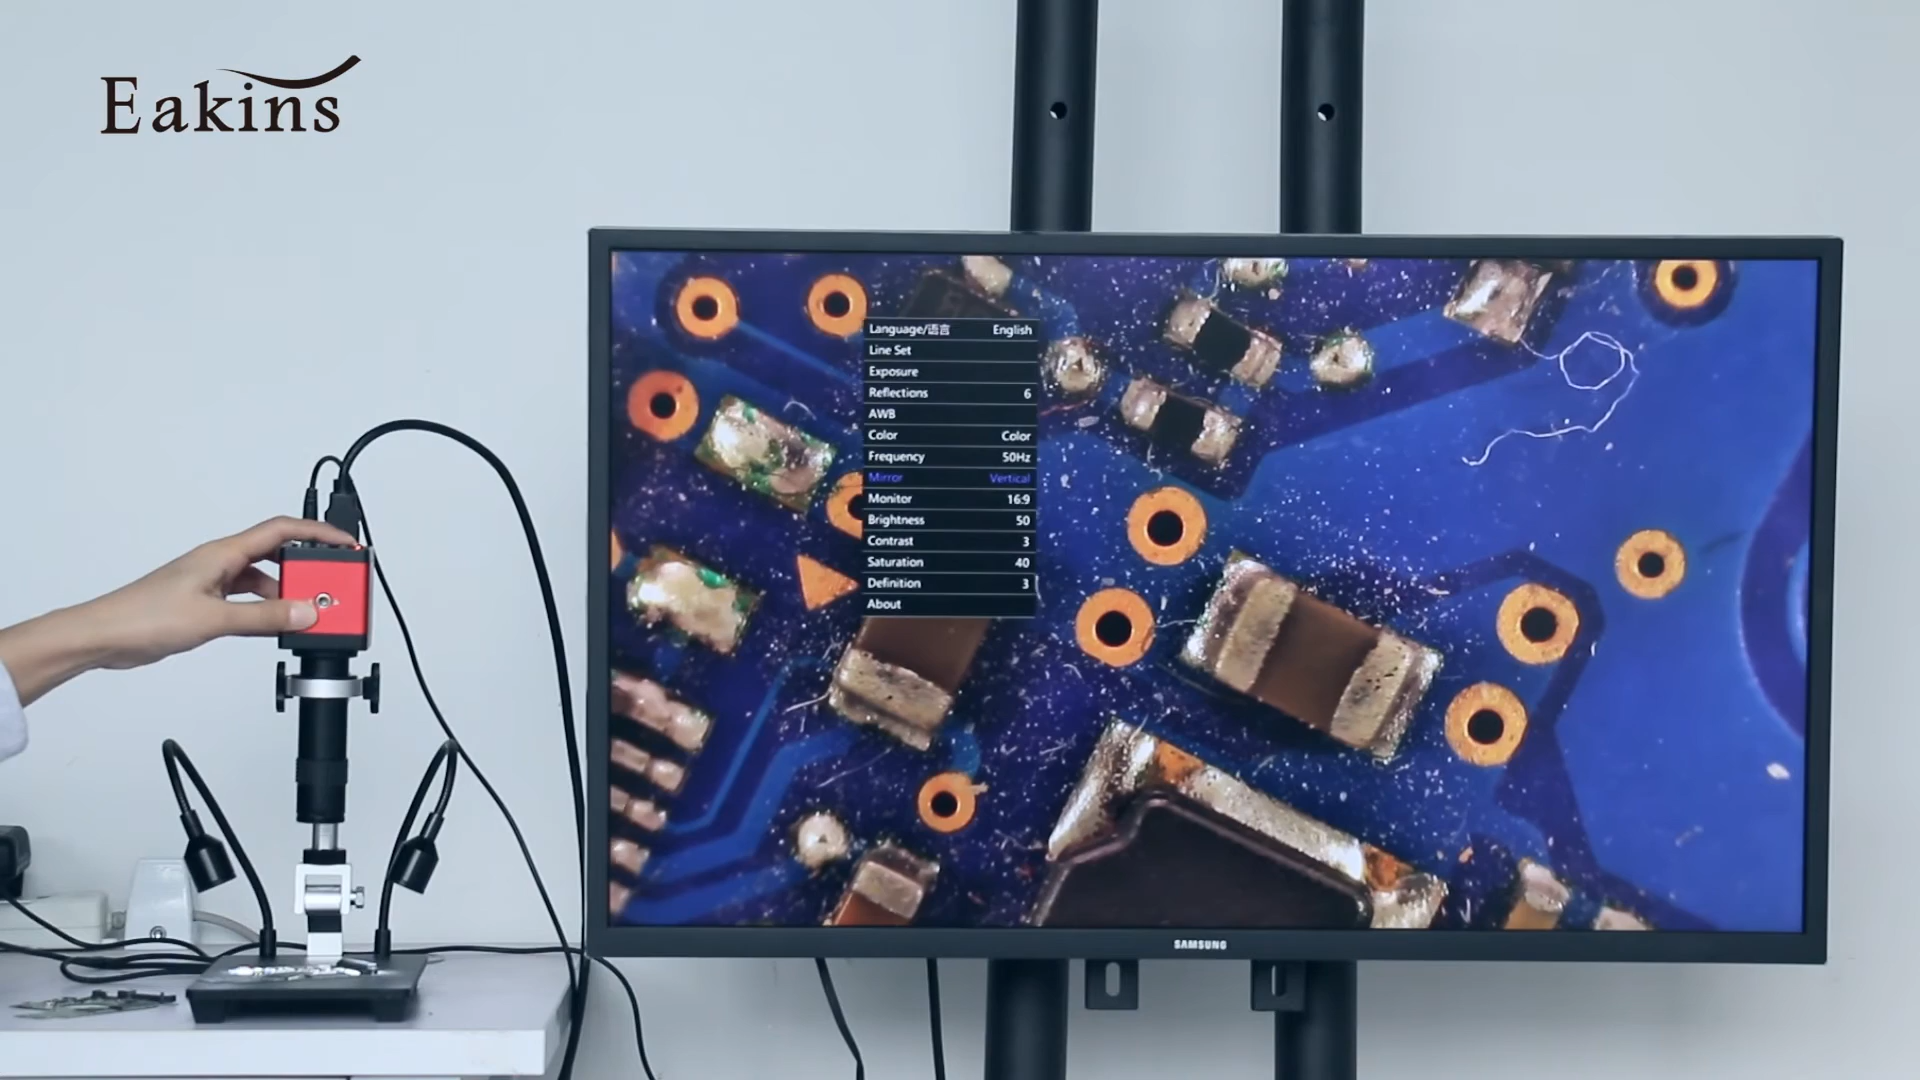 Eakins
Language/语言 English
Line Set
Exposure
Reflections 6
AWB
Color Color
Frequency 50Hz
Mirror Vertical
Monitor 16:9
Brightness 50
Contrast 3
Saturation 40
Definition 3
About
SAMSUNG